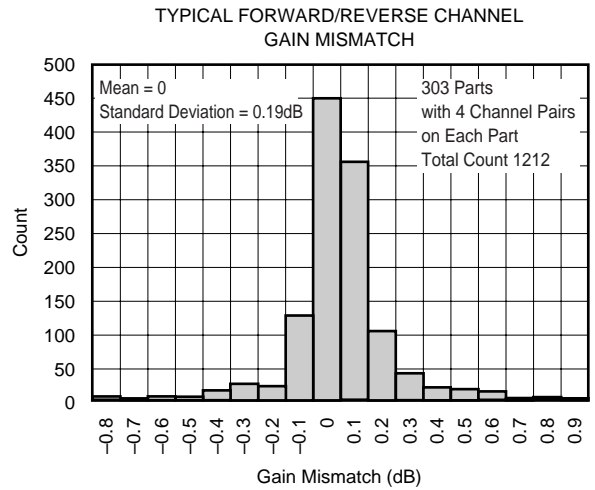 TYPICAL FORWARD/REVERSE CHANNEL
GAIN MISMATCH
Mean = 0
Standard Deviation = 0.19dB
303 Parts
with 4 Channel Pairs
on Each Part
Total Count 1212
Count
500
450
400
350
300
250
200
150
100
50
0
–0.8
–0.7
–0.6
–0.5
–0.4
–0.3
–0.2
–0.1
0
0.1
0.2
0.3
0.4
0.5
0.6
0.7
0.8
0.9
Gain Mismatch (dB)